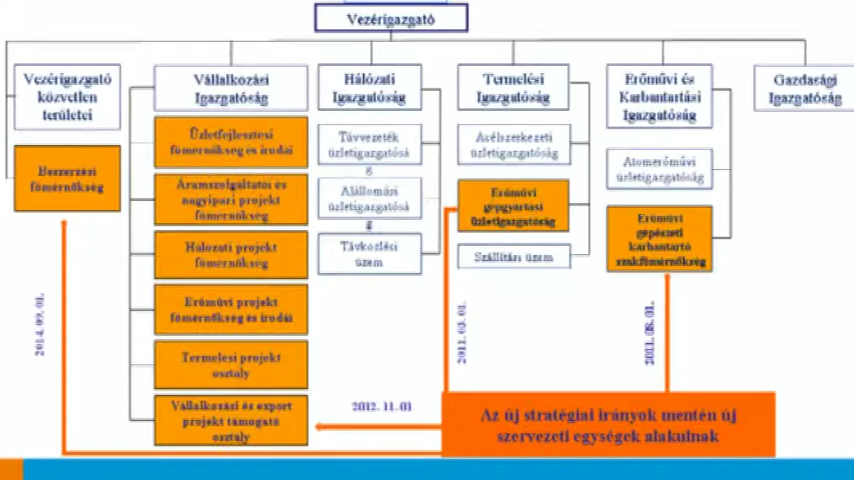 Vezérigazgató
Vezérigazgató
közvetlen
területei
Beszerzési
főmérnökség
Vállalkozási
Igazgatóság
Üzletfejlesztési
főmérnökség és irodái
Áramszolgáltatói és
nagyipari projekt
főmérnökség
Hálózati projekt
főmérnökség
Erőművi projekt
főmérnökség és irodái
Termelési projekt
osztály
Vállalkozási és export
projekt támogató
osztály
Hálózati
Igazgatóság
Távvezeték
üzletigazgatósá
g
Alállomási
üzletigazgatósá
g
Távközlési
üzem
Termelési
Igazgatóság
Acélszerkezeti
üzletigazgatóság
Erőművi
gépgyártási
üzletigazgatóság
Szállítási üzem
Erőművi és
Karbantartási
Igazgatóság
Atomerőművi
üzletigazgatóság
Erőművi
gépészeti
karbantartó
szakfőmérnökség
Gazdasági
Igazgatóság
2014. 09. 01.
2012. 11. 01
2011. 03. 01.
2011. 08. 01.
Az új stratégiai irányok mentén új
szervezeti egységek alakulnak